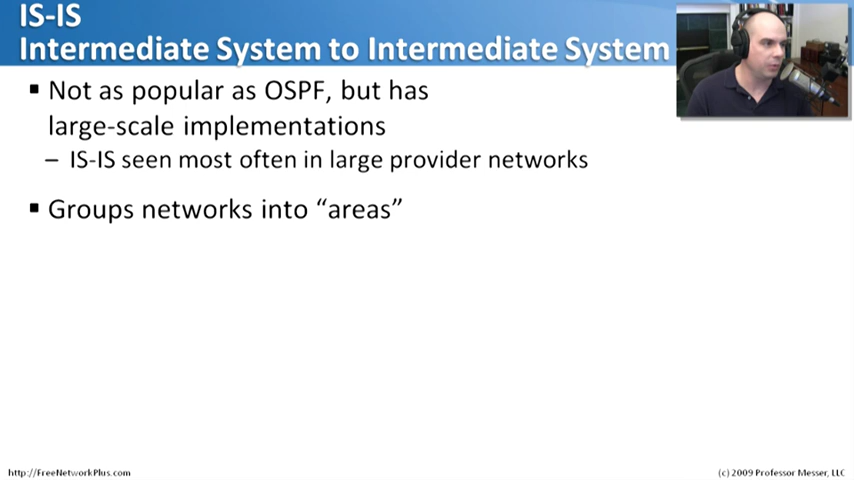 IS-IS
Intermediate System to Intermediate System
▪ Not as popular as OSPF, but has
large-scale implementations
– IS-IS seen most often in large provider networks
▪ Groups networks into “areas”
http://FreeNetworkPlus.com
(c) 2009 Professor Messer, LLC